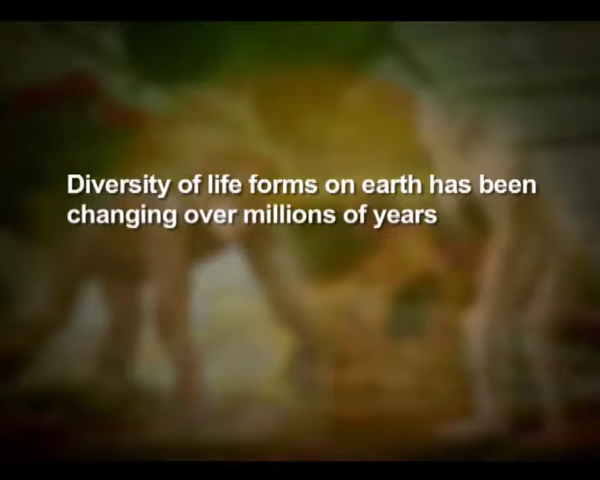 Diversity of life forms on earth has been
changing over millions of years